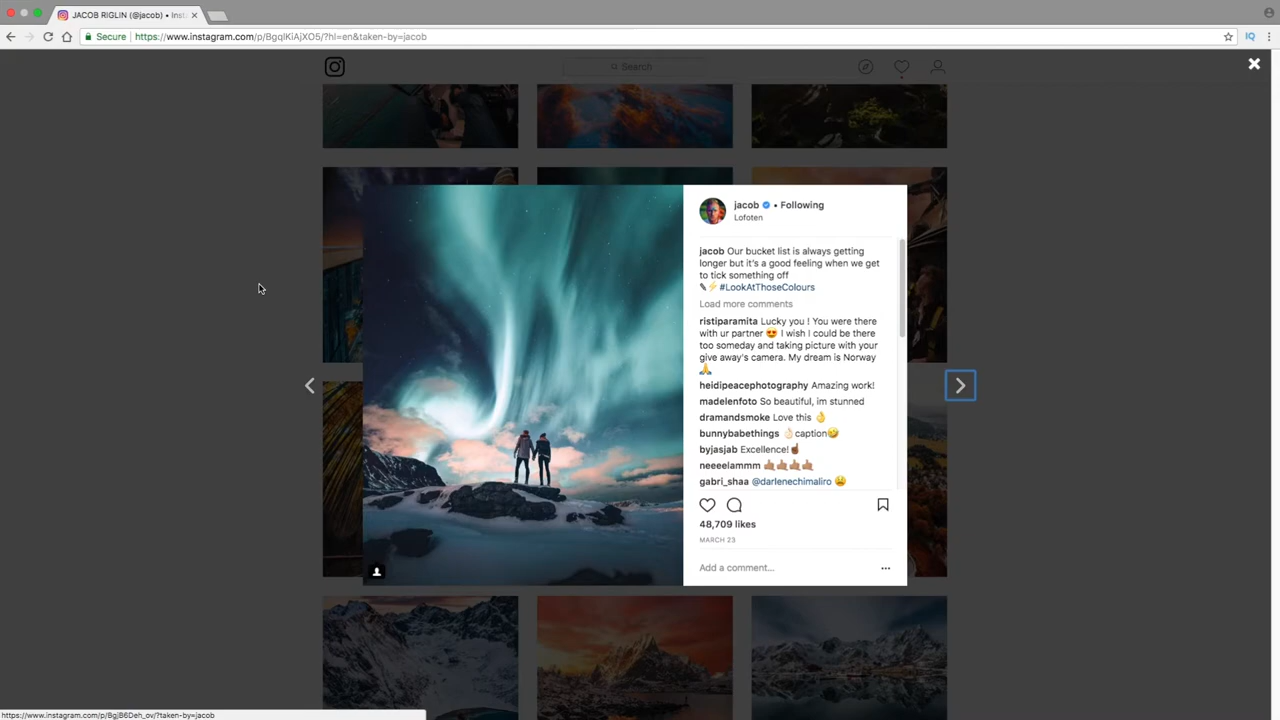 JACOB RIGLIN (@jacob) • Inst
Secure https://www.instagram.com/p/BgqIKiAjXO5/?hl=en&taken-by=jacob
Search
jacob • Following
Lofoten
jacob Our bucket list is always getting
longer but it's a good feeling when we get
to tick something off
✎⚡#LookAtThoseColours
Load more comments
ristiparamita Lucky you ! You were there
with ur partner 😍 I wish I could be there
too someday and taking picture with your
give away's camera. My dream is Norway
🙏
heidipeacephotography Amazing work!
madelenfoto So beautiful, im stunned
dramandsmoke Love this 👌
bunnybabethings 👌🏻caption🤣
byjasjab Excellence!☝🏾
neeeelammm 🤙🏽🤙🏽🤙🏽🤙🏽
gabri_shaa @darlenechimaliro 😩
48,709 likes
MARCH 23
Add a comment...
https://www.instagram.com/p/BgjB6Deh_ov/?taken-by=jacob